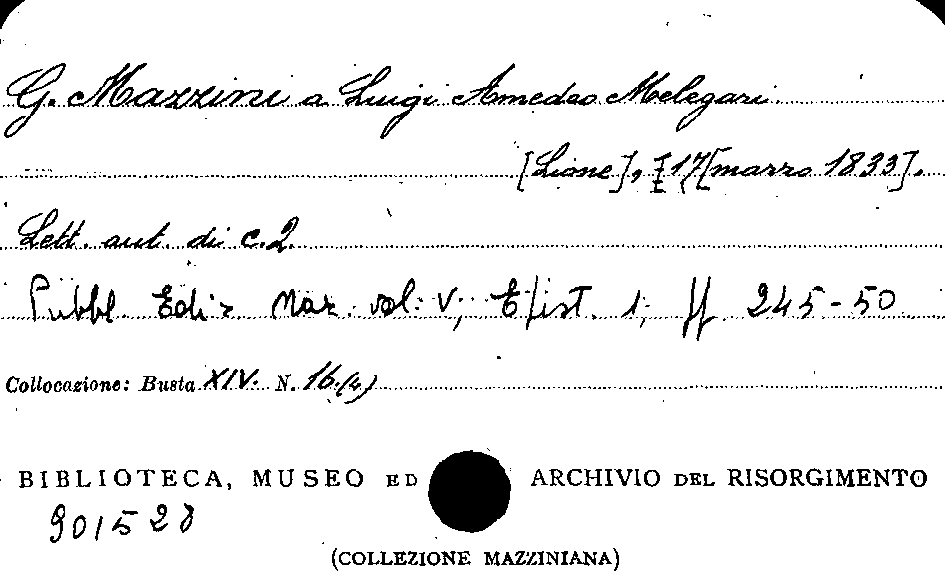 G. Mazzini a Luigi Amedeo Melegari.
[Lione], 17 [marzo 1833].
Lett. aut. di c. 2.
Pubbl. Ediz. Naz. vol. V, Epist. 1, pp. 245-50
Collocazione: Busta XIV. N. 16.(4)
BIBLIOTECA, MUSEO ED ARCHIVIO DEL RISORGIMENTO
901528
(COLLEZIONE MAZZINIANA)